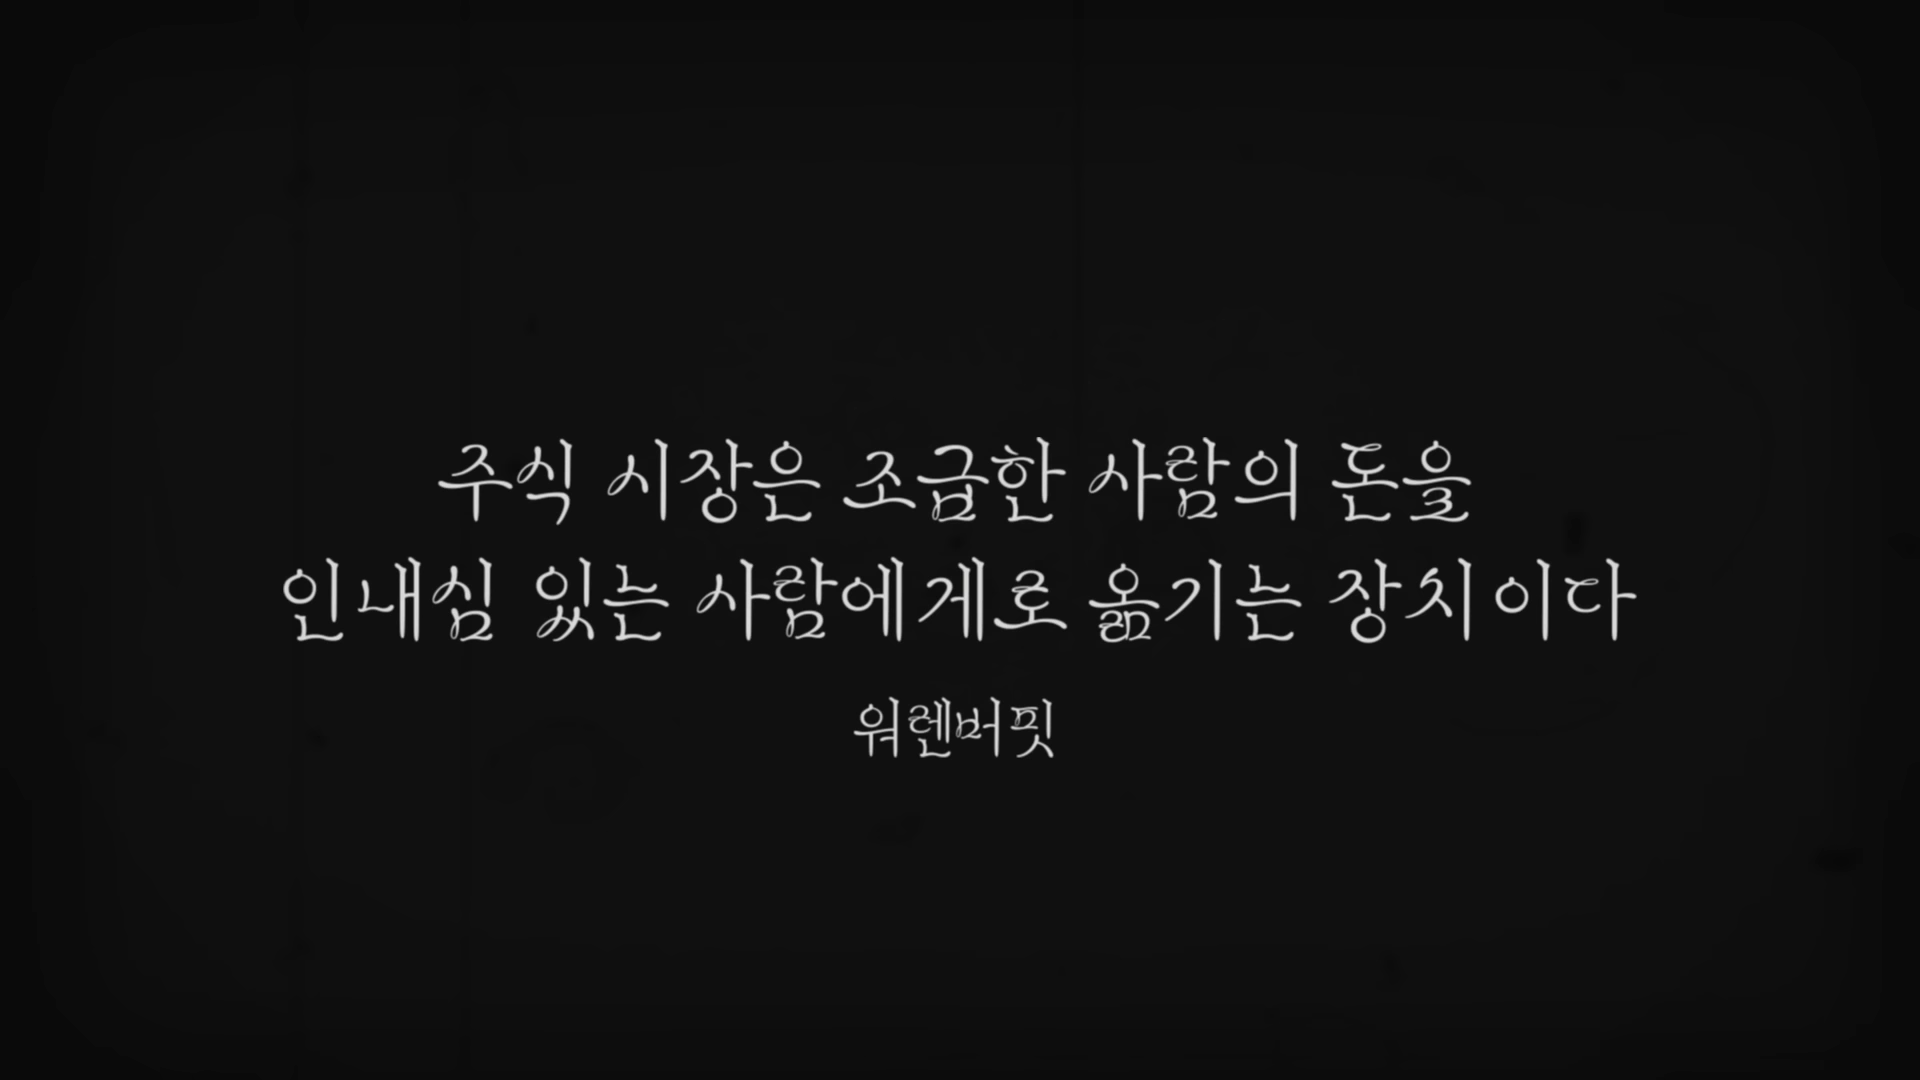 주식 시장은 조급한 사람의 돈을
인내심 있는 사람에게로 옮기는 장치이다
워렌버핏